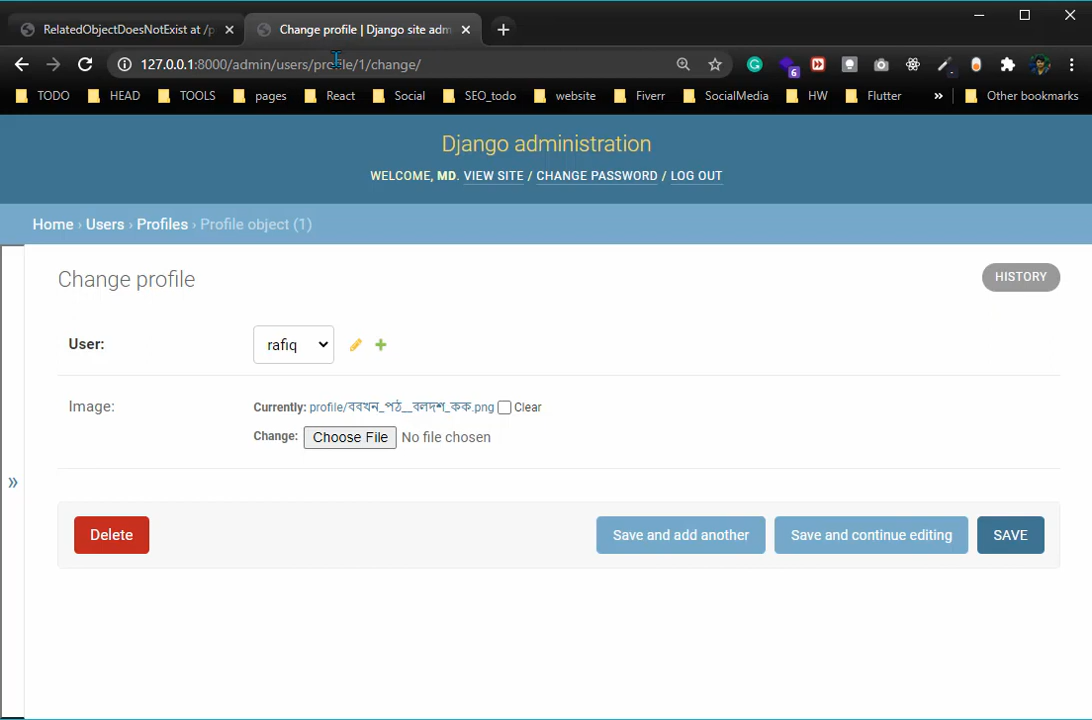 RelatedObjectDoesNotExist at /p
Change profile | Django site adm
127.0.0.1:8000/admin/users/profile/1/change/
6
TODO HEAD TOOLS pages React Social SEO_todo website Fiverr SocialMedia HW Flutter » Other bookmarks
Django administration
WELCOME, MD. VIEW SITE / CHANGE PASSWORD / LOG OUT
Home › Users › Profiles › Profile object (1)
Change profile
HISTORY
User: rafiq
Image: Currently: profile/ববখন_পঠ__বলদশ_কক.png Clear
Change: Choose File No file chosen
»
Delete Save and add another Save and continue editing SAVE